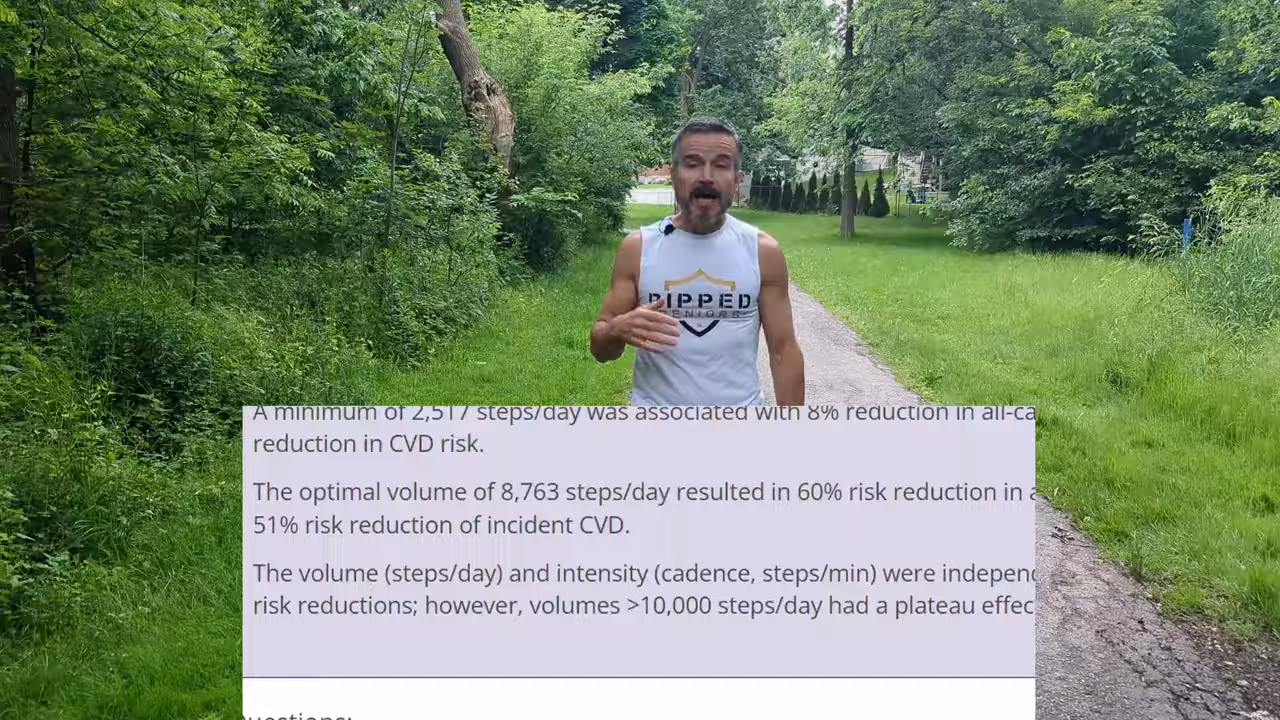 RIPPED
SENIORS
A minimum of 2,517 steps/day was associated with 8% reduction in all-ca
reduction in CVD risk.
The optimal volume of 8,763 steps/day resulted in 60% risk reduction in a
51% risk reduction of incident CVD.
The volume (steps/day) and intensity (cadence, steps/min) were independ
risk reductions; however, volumes >10,000 steps/day had a plateau effec